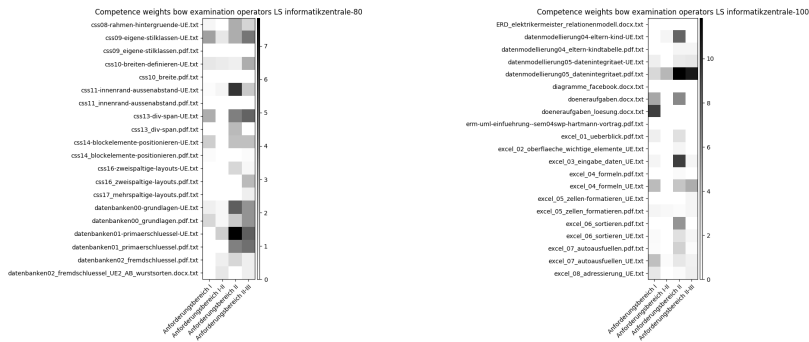 Competence weights bow examination operators LS informatikzentrale-80
css08-rahmen-hintergruende-UE.txt
css09-eigene-stilklassen-UE.txt
css09_eigene-stilklassen.pdf.txt
css10-breiten-definieren-UE.txt
css10_breite.pdf.txt
css11-innenrand-aussenabstand-UE.txt
css11_innenrand-aussenabstand.pdf.txt
css13-div-span-UE.txt
css13_div-span.pdf.txt
css14-blockelemente-positionieren-UE.txt
css14_blockelemente-positionieren.pdf.txt
css16-zweispaltige-layouts-UE.txt
css16_zweispaltige-layouts.pdf.txt
css17_mehrspaltige-layouts.pdf.txt
datenbanken00-grundlagen-UE.txt
datenbanken00_grundlagen.pdf.txt
datenbanken01-primaerschluessel-UE.txt
datenbanken01_primaerschluessel.pdf.txt
datenbanken02_fremdschluessel.pdf.txt
datenbanken02_fremdschluessel_UE2_AB_wurstsorten.docx.txt
Anforderungsbereich I
Anforderungsbereich I-II
Anforderungsbereich II
Anforderungsbereich II-III
7
6
5
4
3
2
1
0
Competence weights bow examination operators LS informatikzentrale-100
ERD_elektrikermeister_relationenmodell.docx.txt
datenmodellierung04-eltern-kind-UE.txt
datenmodellierung04_eltern-kindtabelle.pdf.txt
datenmodellierung05-datenintegritaet-UE.txt
datenmodellierung05_datenintegritaet.pdf.txt
diagramme_facebook.docx.txt
doeneraufgaben.docx.txt
doeneraufgaben_loesung.docx.txt
erm-uml-einfuehrung--sem04swp-hartmann-vortrag.pdf.txt
excel_01_ueberblick.pdf.txt
excel_02_oberflaeche_wichtige_elemente_UE.txt
excel_03_eingabe_daten_UE.txt
excel_04_formeln.pdf.txt
excel_04_formeln_UE.txt
excel_05_zellen-formatieren_UE.txt
excel_05_zellen_formatieren.pdf.txt
excel_06_sortieren.pdf.txt
excel_06_sortieren_UE.txt
excel_07_autoausfuellen.pdf.txt
excel_07_autoausfuellen_UE.txt
excel_08_adressierung_UE.txt
Anforderungsbereich I
Anforderungsbereich I-II
Anforderungsbereich II
Anforderungsbereich II-III
10
8
6
4
2
0